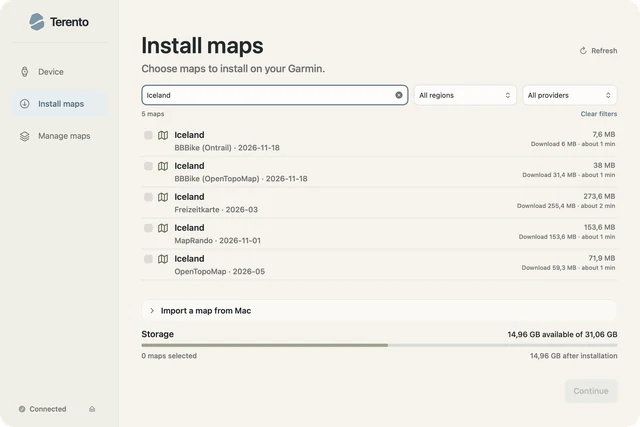 Terento
Device
Install maps
Manage maps
Connected
Install maps
Choose maps to install on your Garmin.
Refresh
Iceland
All regions
All providers
5 maps
Clear filters
Iceland
7,6 MB
BBBike (Ontrail) · 2026-11-18
Download 6 MB · about 1 min
Iceland
38 MB
BBBike (OpenTopoMap) · 2026-11-18
Download 31,4 MB · about 1 min
Iceland
273,6 MB
Freizeitkarte · 2026-03
Download 255,4 MB · about 2 min
Iceland
153,6 MB
MapRando · 2026-11-01
Download 153,6 MB · about 1 min
Iceland
71,9 MB
OpenTopoMap · 2026-05
Download 59,3 MB · about 1 min
Import a map from Mac
Storage
14,96 GB available of 31,06 GB
0 maps selected
14,96 GB after installation
Continue